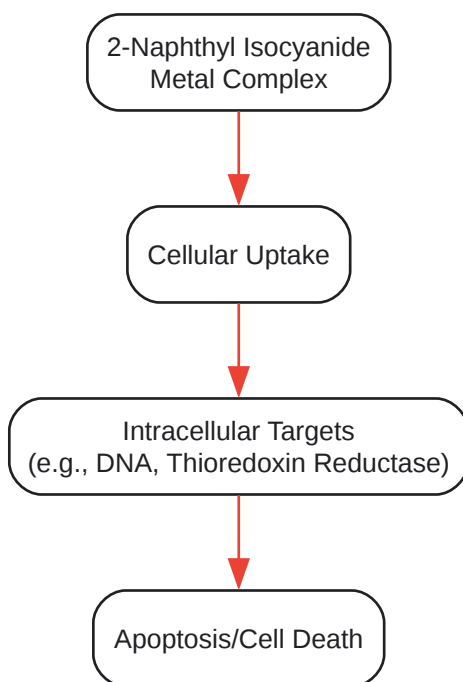 2-Naphthyl Isocyanide
Metal Complex
Cellular Uptake
Intracellular Targets
(e.g., DNA, Thioredoxin Reductase)
Apoptosis/Cell Death